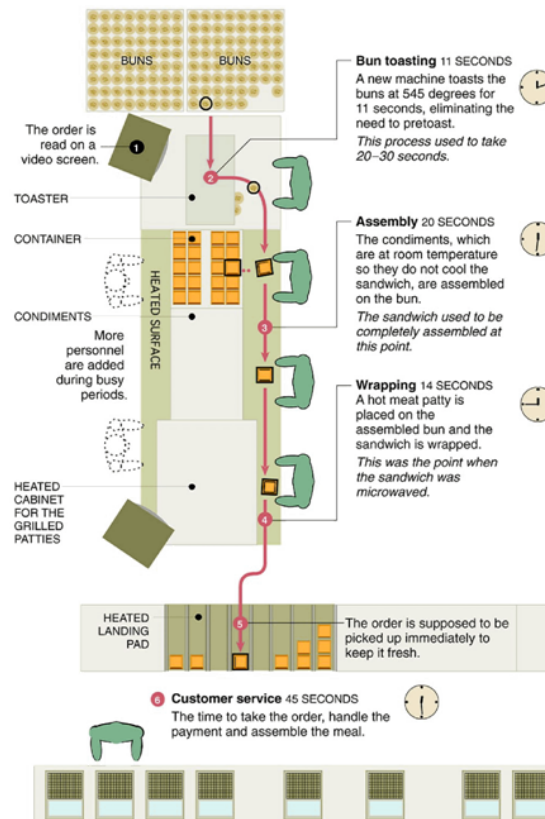 BUNS
BUNS
Bun toasting 11 SECONDS
A new machine toasts the
buns at 545 degrees for
11 seconds, eliminating the
need to pretoast.
This process used to take
20–30 seconds.
The order is
read on a
video screen.
1
2
TOASTER
CONTAINER
Assembly 20 SECONDS
The condiments, which
are at room temperature
so they do not cool the
sandwich, are assembled
on the bun.
The sandwich used to be
completely assembled at
this point.
HEATED SURFACE
CONDIMENTS
3
More
personnel
are added
during busy
periods.
Wrapping 14 SECONDS
A hot meat patty is
placed on the
assembled bun and the
sandwich is wrapped.
This was the point when
the sandwich was
microwaved.
HEATED
CABINET
FOR THE
GRILLED
PATTIES
4
HEATED
LANDING
PAD
5
The order is supposed to be
picked up immediately to
keep it fresh.
6 Customer service 45 SECONDS
The time to take the order, handle the
payment and assemble the meal.